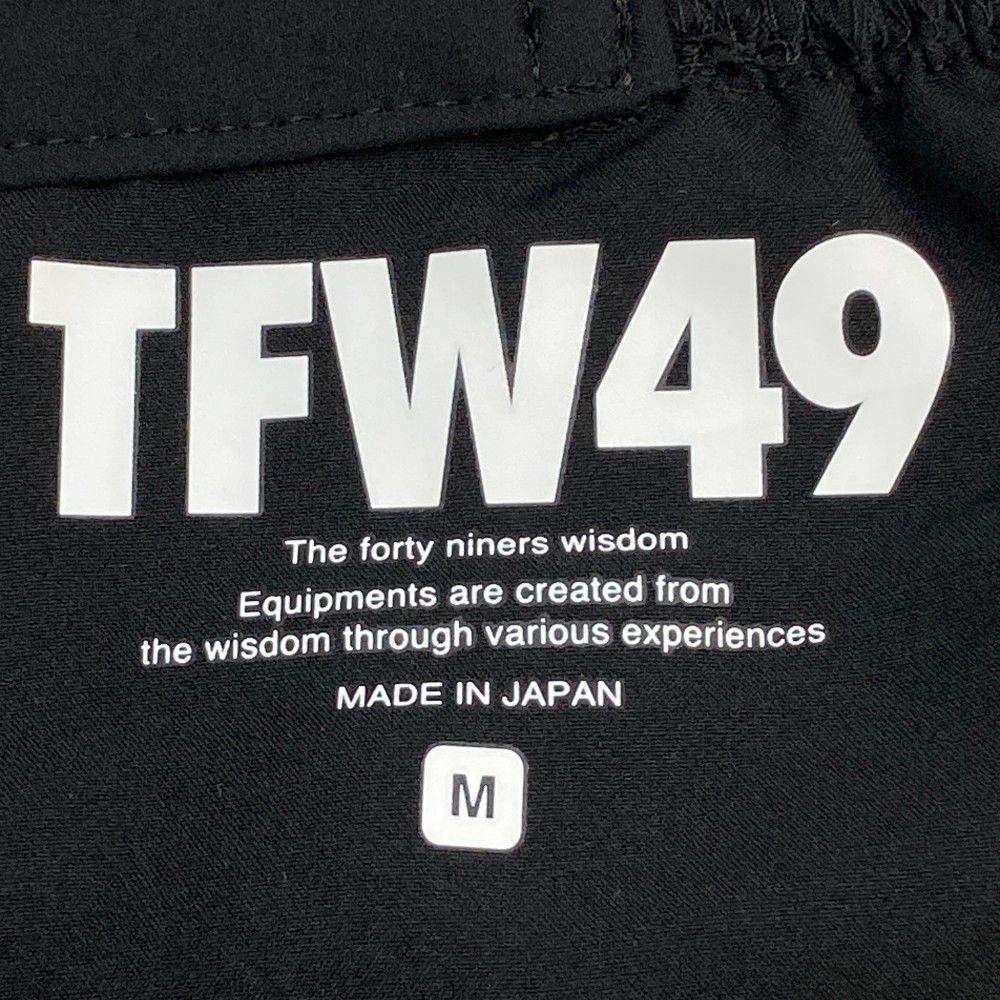 TFW49
The forty niners wisdom
Equipments are created from
the wisdom through various experiences
MADE IN JAPAN
M